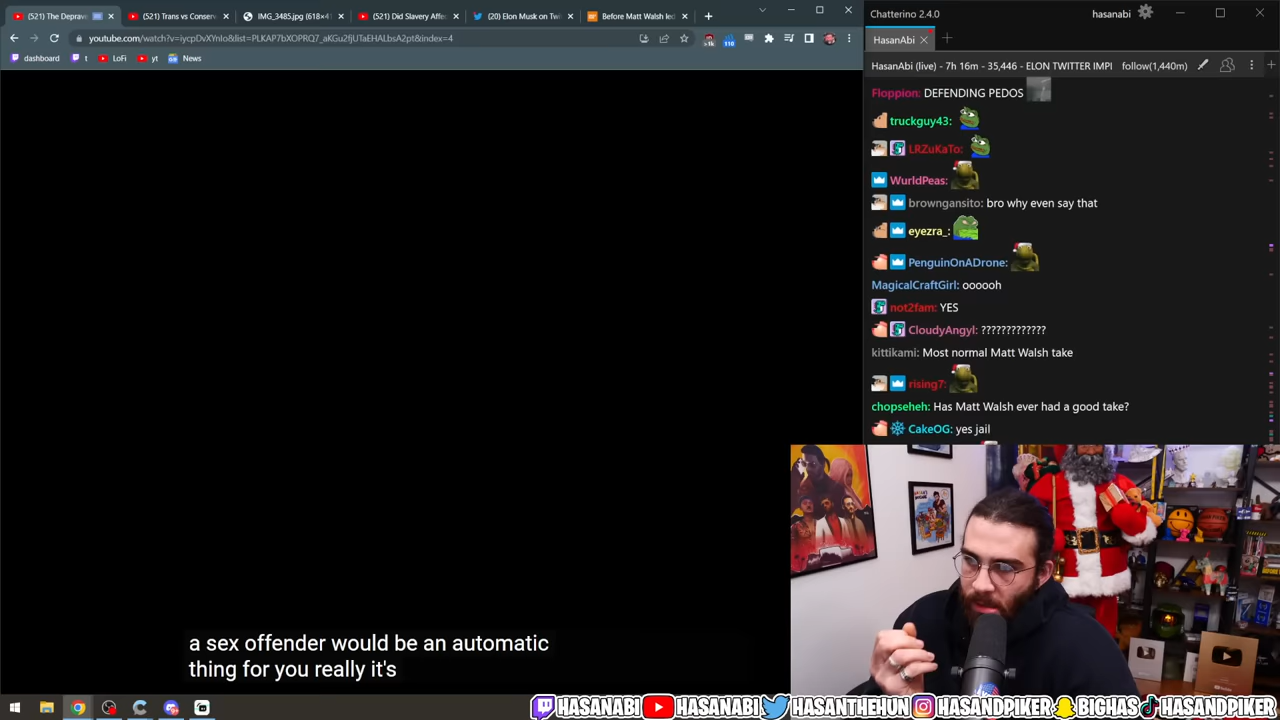 (521) The Deprav
(521) Trans vs Conserv
IMG_3485.jpg (618×4
(521) Did Slavery Affec
(20) Elon Musk on Twi
Before Matt Walsh led
youtube.com/watch?v=iycpDvXYnIo&list=PLKAP7bXOPRQ7_aKGu2fjUTaEHALbsA2pt&index=4
dashboard
t
LoFi
yt
News
Chatterino 2.4.0
hasanabi
HasanAbi
HasanAbi (live) - 7h 16m - 35,446 - ELON TWITTER IMPI
follow(1,440m)
Floppion: DEFENDING PEDOS
truckguy43:
LRZuKaTo:
WurldPeas:
browngansito: bro why even say that
eyezra_:
PenguinOnADrone:
MagicalCraftGirl: oooooh
not2fam: YES
CloudyAngyl: ?????????????
kittikami: Most normal Matt Walsh take
rising7:
chopseheh: Has Matt Walsh ever had a good take?
CakeOG: yes jail
a sex offender would be an automatic
thing for you really it's
HASANABI HASANABI HASANTHEHUN HASANDPIKER BIGHAS HASANDPIKER